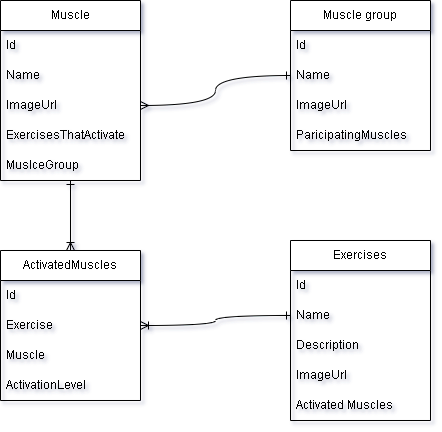 Muscle
Id
Name
ImageUrl
ExercisesThatActivate
MuslceGroup
Muscle group
Id
Name
ImageUrl
ParicipatingMuscles
ActivatedMuscles
Id
Exercise
Muscle
ActivationLevel
Exercises
Id
Name
Description
ImageUrl
Activated Muscles